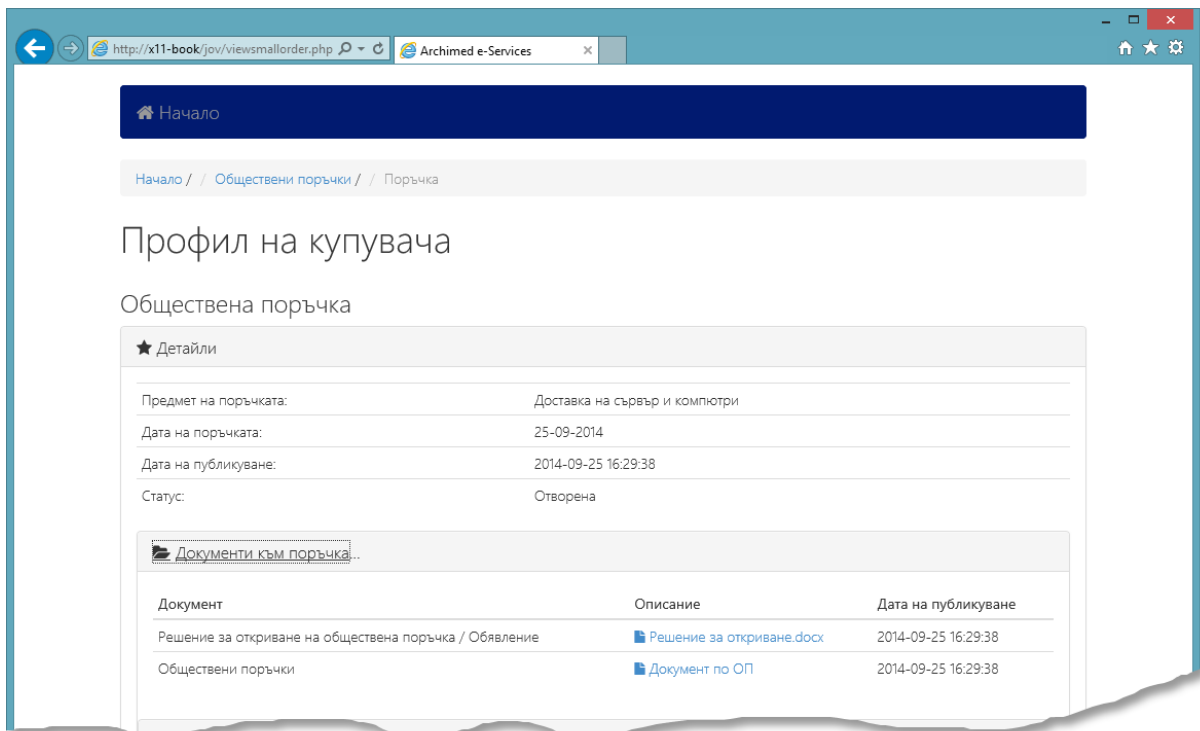 http://x11-book/jov/viewsmallorder.php
Archimed e-Services
Начало
Начало / / Обществени поръчки / / Поръчка
Профил на купувача
Обществена поръчка
Детайли
Предмет на поръчката: Доставка на сървър и компютри
Дата на поръчката: 25-09-2014
Дата на публикуване: 2014-09-25 16:29:38
Статус: Отворена
Документи към поръчка...
Документ Описание Дата на публикуване
Решение за откриване на обществена поръчка / Обявление Решение за откриване.docx 2014-09-25 16:29:38
Обществени поръчки Документ по ОП 2014-09-25 16:29:38